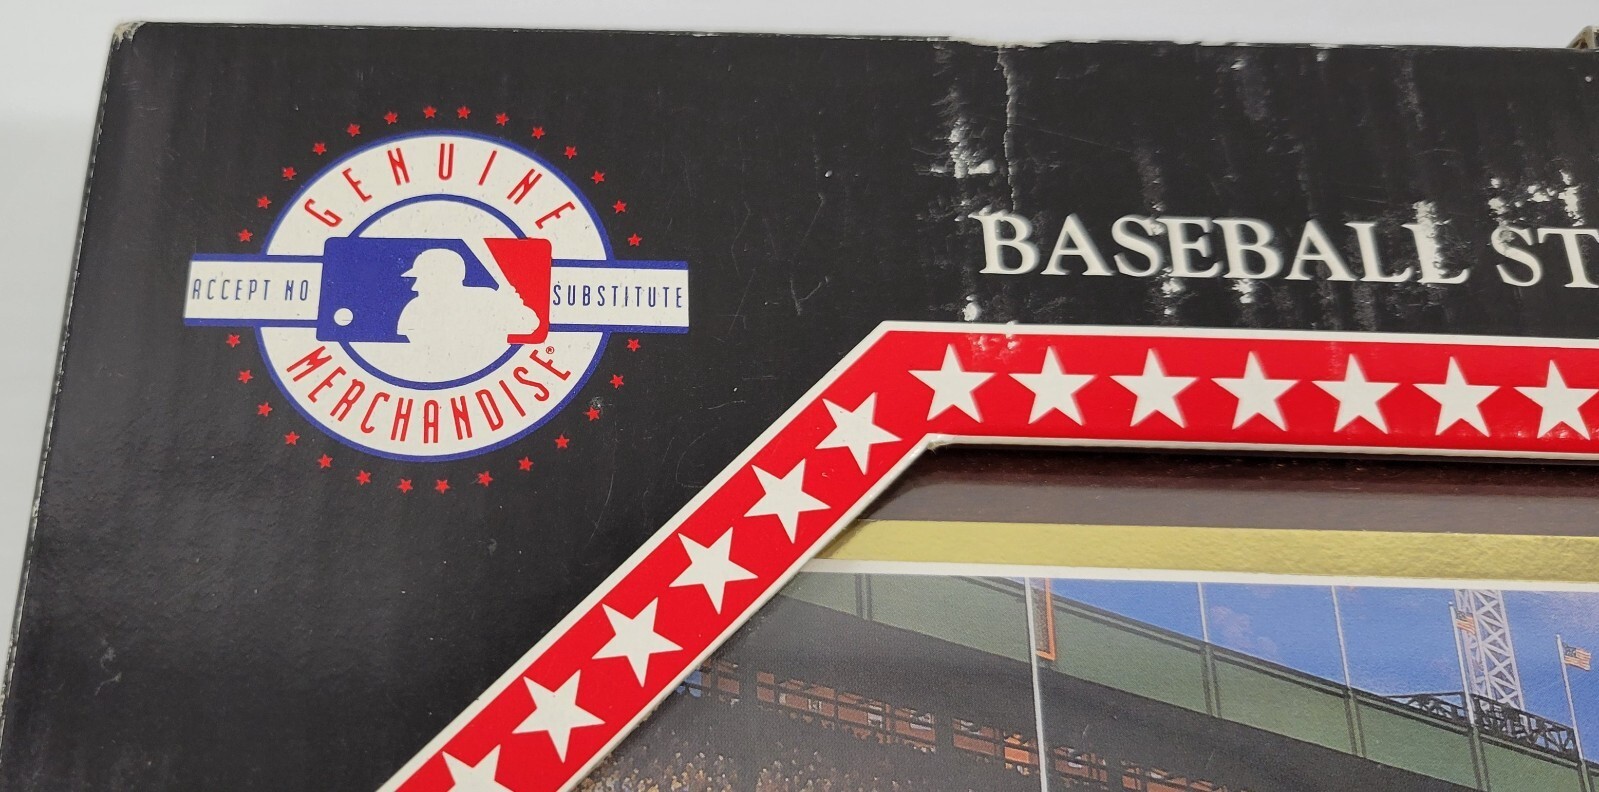 GENUINE
ACCEPT NO SUBSTITUTE
MERCHANDISE®
BASEBALL ST